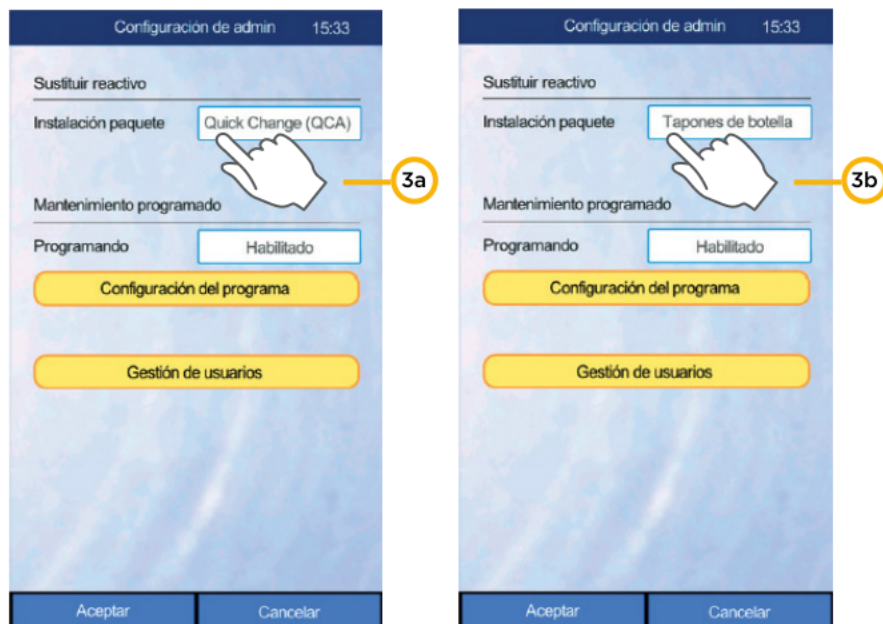 Configuración de admin 15:33
Sustituir reactivo
Instalación paquete Quick Change (QCA)
3a
Mantenimiento programado
Programando Habilitado
Configuración del programa
Gestión de usuarios
Aceptar Cancelar
Configuración de admin 15:33
Sustituir reactivo
Instalación paquete Tapones de botella
3b
Mantenimiento programado
Programando Habilitado
Configuración del programa
Gestión de usuarios
Aceptar Cancelar